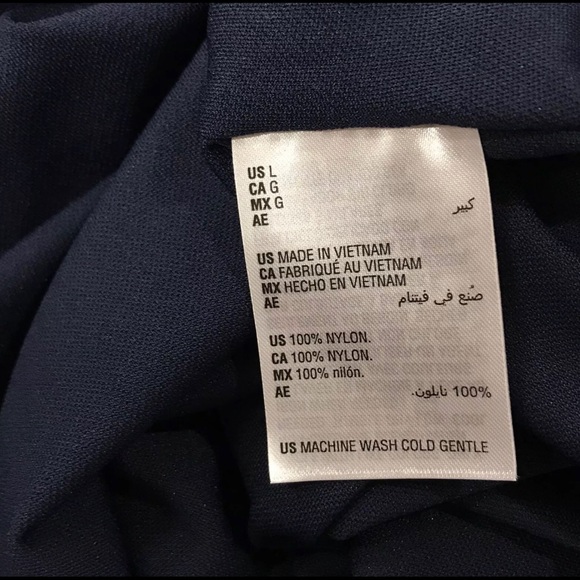 US L
CA G
MX G
AE كبير
US MADE IN VIETNAM
CA FABRIQUÉ AU VIETNAM
MX HECHO EN VIETNAM
AE صُنع في فيتنام
US 100% NYLON.
CA 100% NYLON.
MX 100% nilón.
AE 100% نايلون.
US MACHINE WASH COLD GENTLE